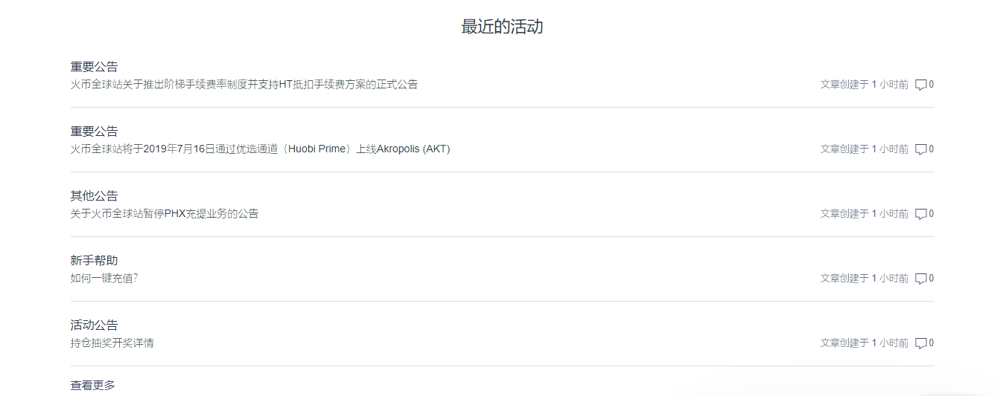 最近的活动
重要公告
火币全球站关于推出阶梯手续费率制度并支持HT抵扣手续费方案的正式公告
文章创建于 1 小时前 0
重要公告
火币全球站将于2019年7月16日通过优选通道（Huobi Prime）上线Akropolis (AKT)
文章创建于 1 小时前 0
其他公告
关于火币全球站暂停PHX充提业务的公告
文章创建于 1 小时前 0
新手帮助
如何一键充值?
文章创建于 1 小时前 0
活动公告
持仓抽奖开奖详情
文章创建于 1 小时前 0
查看更多